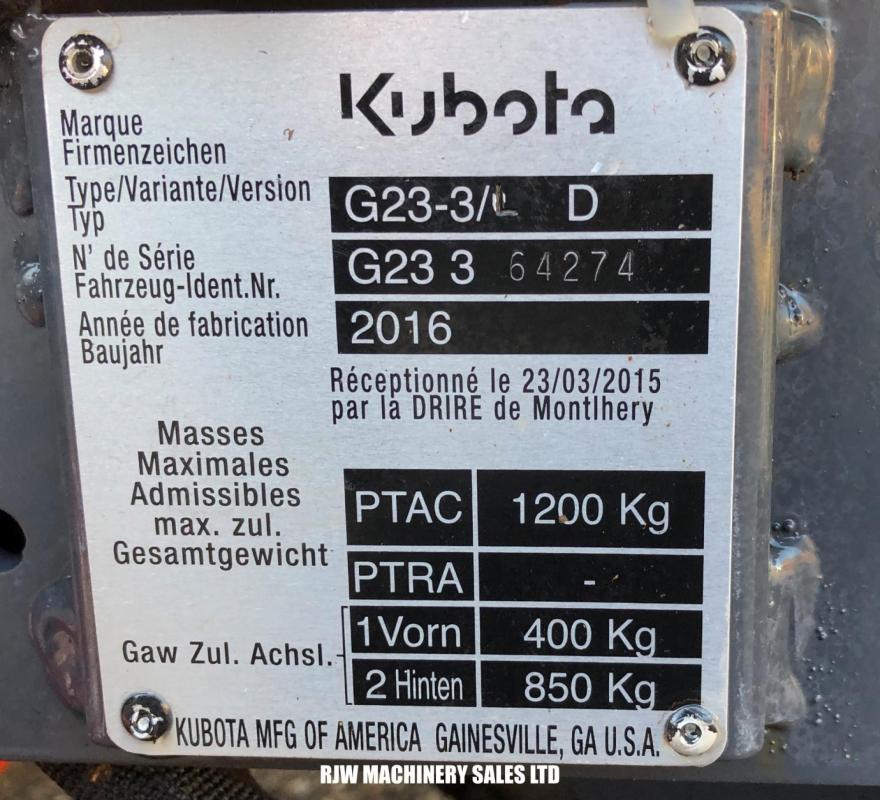 Kubota
Marque
Firmenzeichen
Type/Variante/Version
Typ
G23-3/L D
N' de Série
Fahrzeug-Ident.Nr.
G23 3 64274
Année de fabrication
Baujahr
2016
Réceptionné le 23/03/2015
par la DRIRE de Montlhery
Masses
Maximales
Admissibles
max. zul.
Gesamtgewicht
PTAC 1200 Kg
PTRA -
Gaw Zul. Achsl.
1 Vorn 400 Kg
2 Hinten 850 Kg
KUBOTA MFG OF AMERICA GAINESVILLE, GA U.S.A.
RJW MACHINERY SALES LTD